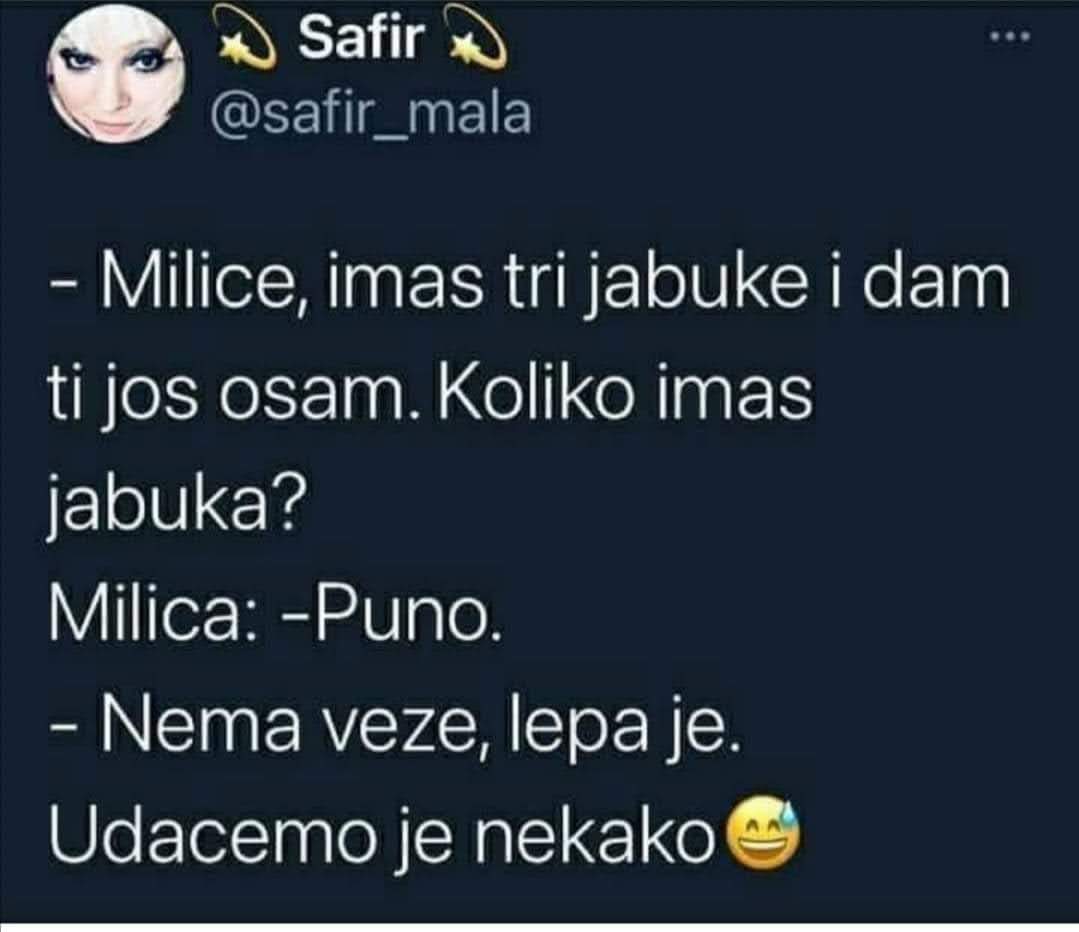 💫 Safir 💫
@safir_mala
- Milice, imas tri jabuke i dam
ti jos osam. Koliko imas
jabuka?
Milica: -Puno.
- Nema veze, lepa je.
Udacemo je nekako😅